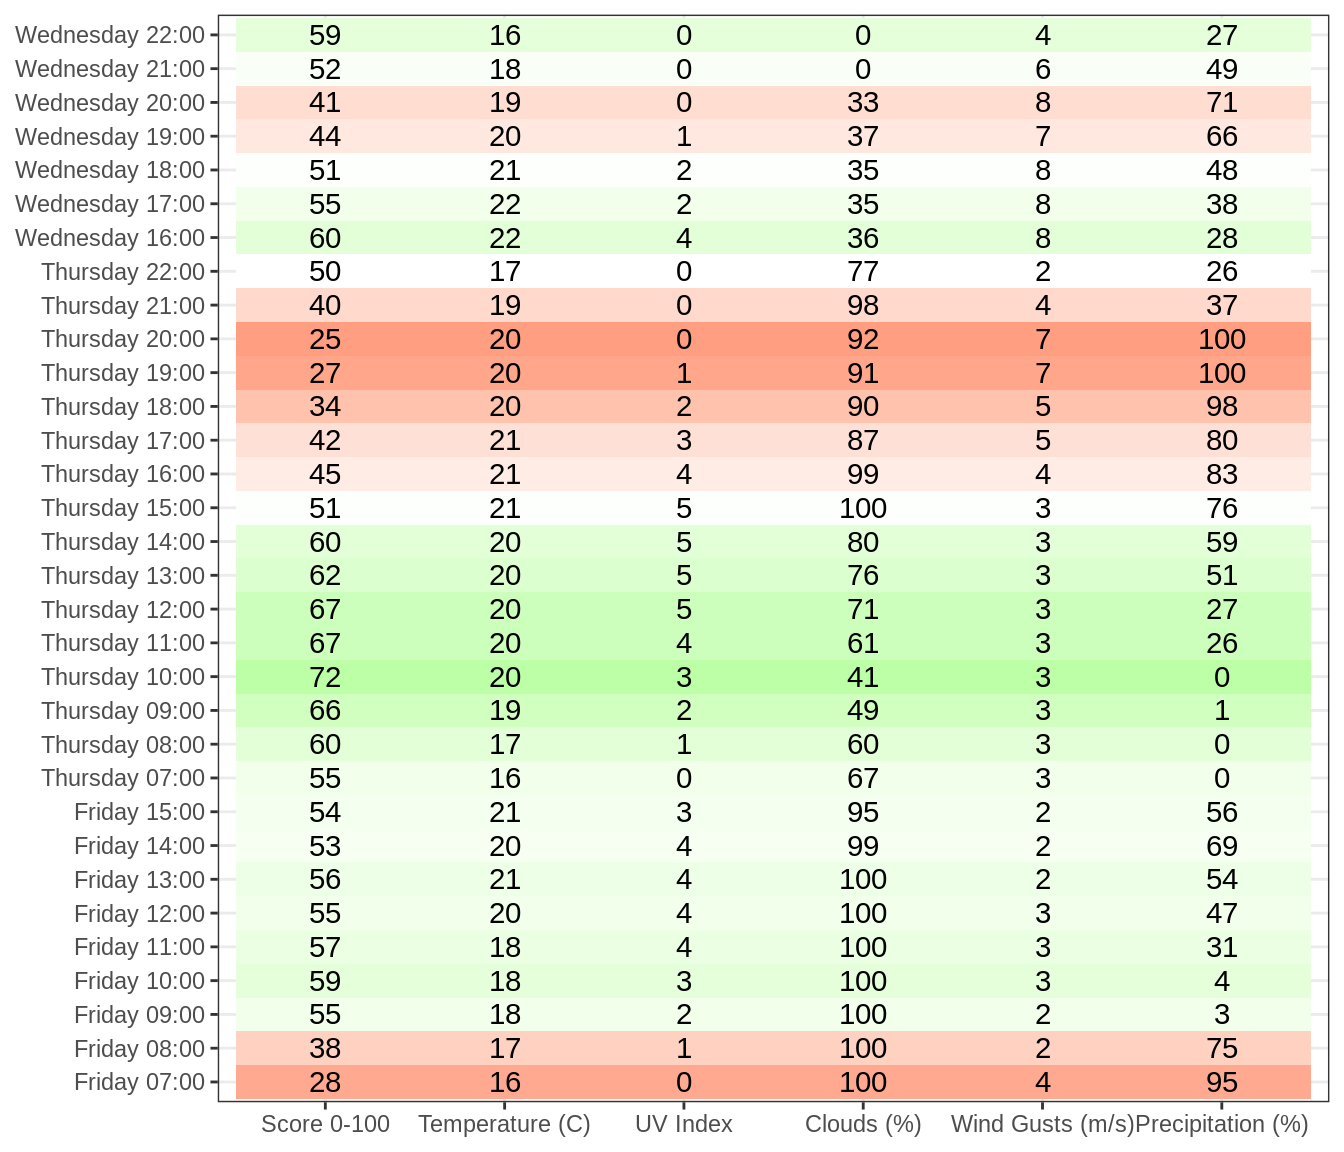 Wednesday 22:00 59 16 0 0 4 27
Wednesday 21:00 52 18 0 0 6 49
Wednesday 20:00 41 19 0 33 8 71
Wednesday 19:00 44 20 1 37 7 66
Wednesday 18:00 51 21 2 35 8 48
Wednesday 17:00 55 22 2 35 8 38
Wednesday 16:00 60 22 4 36 8 28
Thursday 22:00 50 17 0 77 2 26
Thursday 21:00 40 19 0 98 4 37
Thursday 20:00 25 20 0 92 7 100
Thursday 19:00 27 20 1 91 7 100
Thursday 18:00 34 20 2 90 5 98
Thursday 17:00 42 21 3 87 5 80
Thursday 16:00 45 21 4 99 4 83
Thursday 15:00 51 21 5 100 3 76
Thursday 14:00 60 20 5 80 3 59
Thursday 13:00 62 20 5 76 3 51
Thursday 12:00 67 20 5 71 3 27
Thursday 11:00 67 20 4 61 3 26
Thursday 10:00 72 20 3 41 3 0
Thursday 09:00 66 19 2 49 3 1
Thursday 08:00 60 17 1 60 3 0
Thursday 07:00 55 16 0 67 3 0
Friday 15:00 54 21 3 95 2 56
Friday 14:00 53 20 4 99 2 69
Friday 13:00 56 21 4 100 2 54
Friday 12:00 55 20 4 100 3 47
Friday 11:00 57 18 4 100 3 31
Friday 10:00 59 18 3 100 3 4
Friday 09:00 55 18 2 100 2 3
Friday 08:00 38 17 1 100 2 75
Friday 07:00 28 16 0 100 4 95
Score 0-100 Temperature (C) UV Index Clouds (%) Wind Gusts (m/s) Precipitation (%)